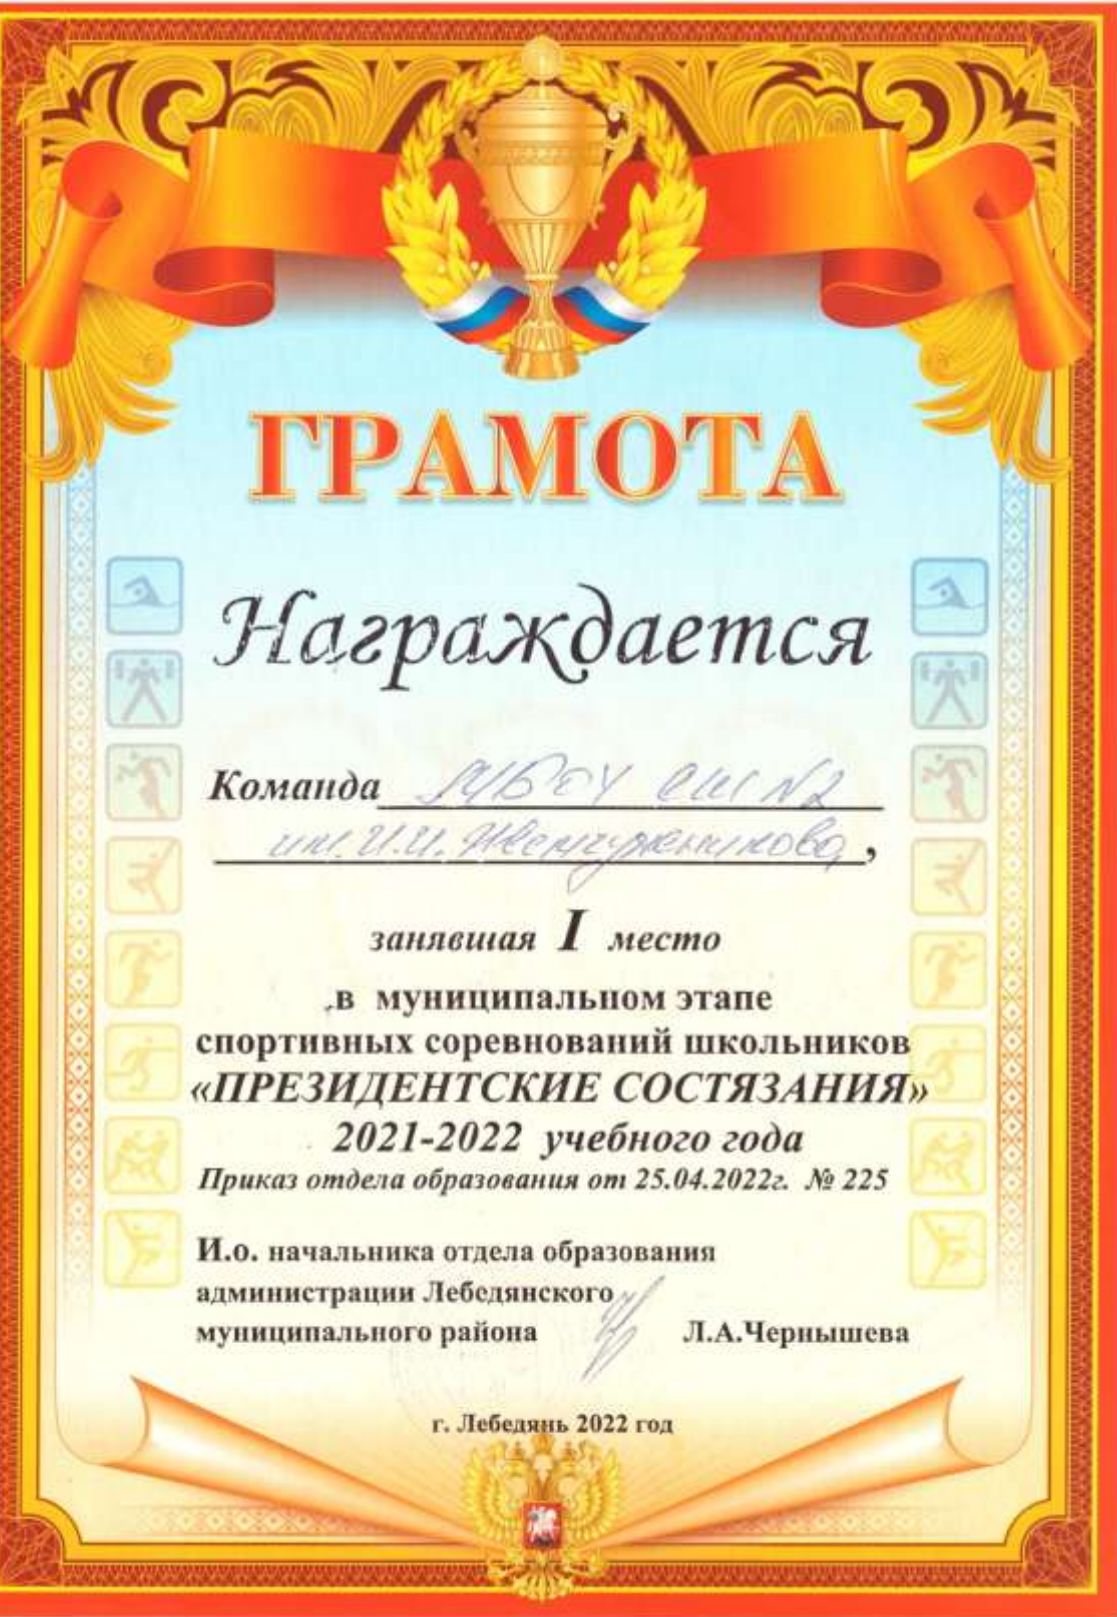 ГРАМОТА
Награждается
Команда МБОУ СШ №2
им. И.И. Жемчужникова,
занявшая I место
в муниципальном этапе
спортивных соревнований школьников
«ПРЕЗИДЕНТСКИЕ СОСТЯЗАНИЯ»
2021-2022 учебного года
Приказ отдела образования от 25.04.2022г. № 225
И.о. начальника отдела образования
администрации Лебедянского
муниципального района Л.А.Чернышева
г. Лебедянь 2022 год